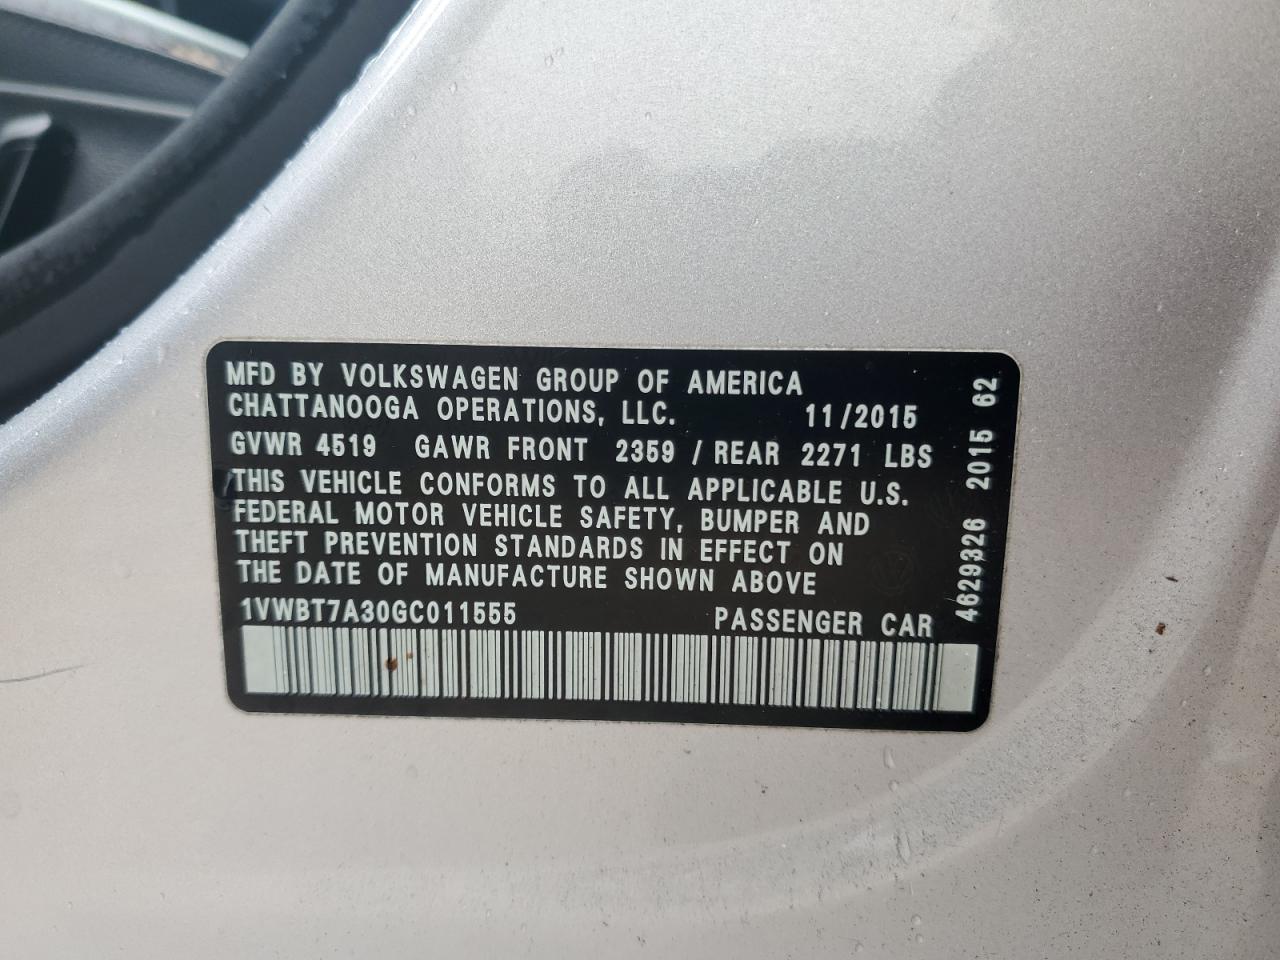 MFD BY VOLKSWAGEN GROUP OF AMERICA
CHATTANOOGA OPERATIONS, LLC. 11/2015
GVWR 4519 GAWR FRONT 2359 / REAR 2271 LBS
THIS VEHICLE CONFORMS TO ALL APPLICABLE U.S.
FEDERAL MOTOR VEHICLE SAFETY, BUMPER AND
THEFT PREVENTION STANDARDS IN EFFECT ON
THE DATE OF MANUFACTURE SHOWN ABOVE
1VWBT7A30GC011555 PASSENGER CAR
4629326 2015 62